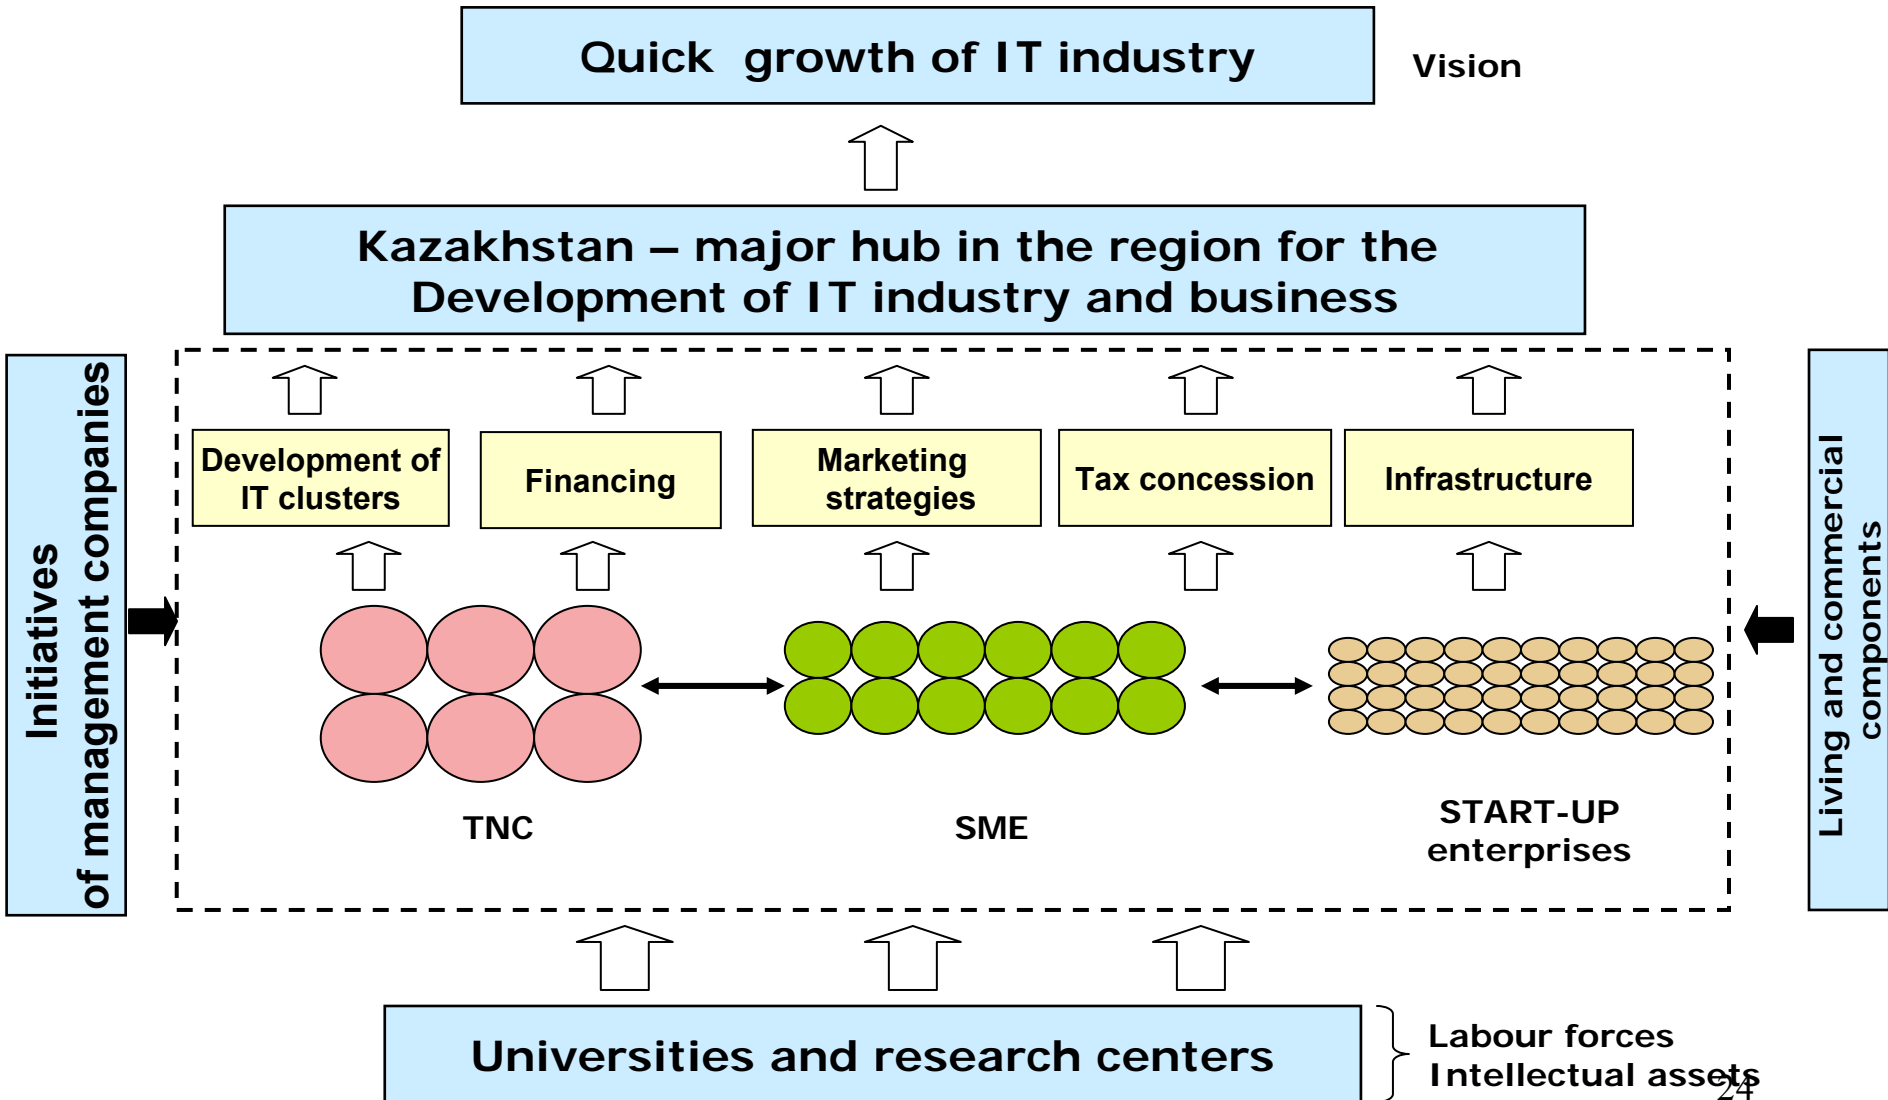 Quick growth of IT industry
Vision
Kazakhstan – major hub in the region for the
Development of IT industry and business
Initiatives
of management companies
Development of
IT clusters
Financing
Marketing
strategies
Tax concession
Infrastructure
Living and commercial
components
TNC
SME
START-UP
enterprises
Universities and research centers
Labour forces
Intellectual assets
24